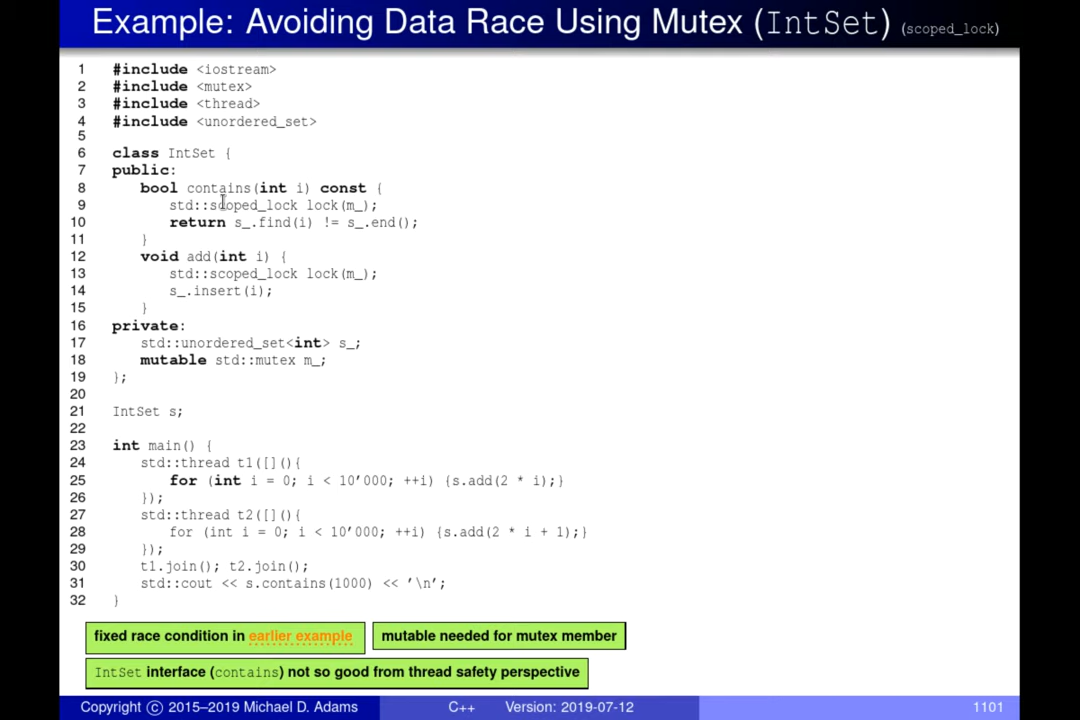 Example: Avoiding Data Race Using Mutex (IntSet) (scoped_lock)
1 #include <iostream>
2 #include <mutex>
3 #include <thread>
4 #include <unordered_set>
5
6 class IntSet {
7 public:
8 bool contains(int i) const {
9 std::scoped_lock lock(m_);
10 return s_.find(i) != s_.end();
11 }
12 void add(int i) {
13 std::scoped_lock lock(m_);
14 s_.insert(i);
15 }
16 private:
17 std::unordered_set<int> s_;
18 mutable std::mutex m_;
19 };
20
21 IntSet s;
22
23 int main() {
24 std::thread t1([](){
25 for (int i = 0; i < 10'000; ++i) {s.add(2 * i);}
26 });
27 std::thread t2([](){
28 for (int i = 0; i < 10'000; ++i) {s.add(2 * i + 1);}
29 });
30 t1.join(); t2.join();
31 std::cout << s.contains(1000) << '\n';
32 }
fixed race condition in earlier example mutable needed for mutex member
IntSet interface (contains) not so good from thread safety perspective
Copyright © 2015–2019 Michael D. Adams C++ Version: 2019-07-12 1101